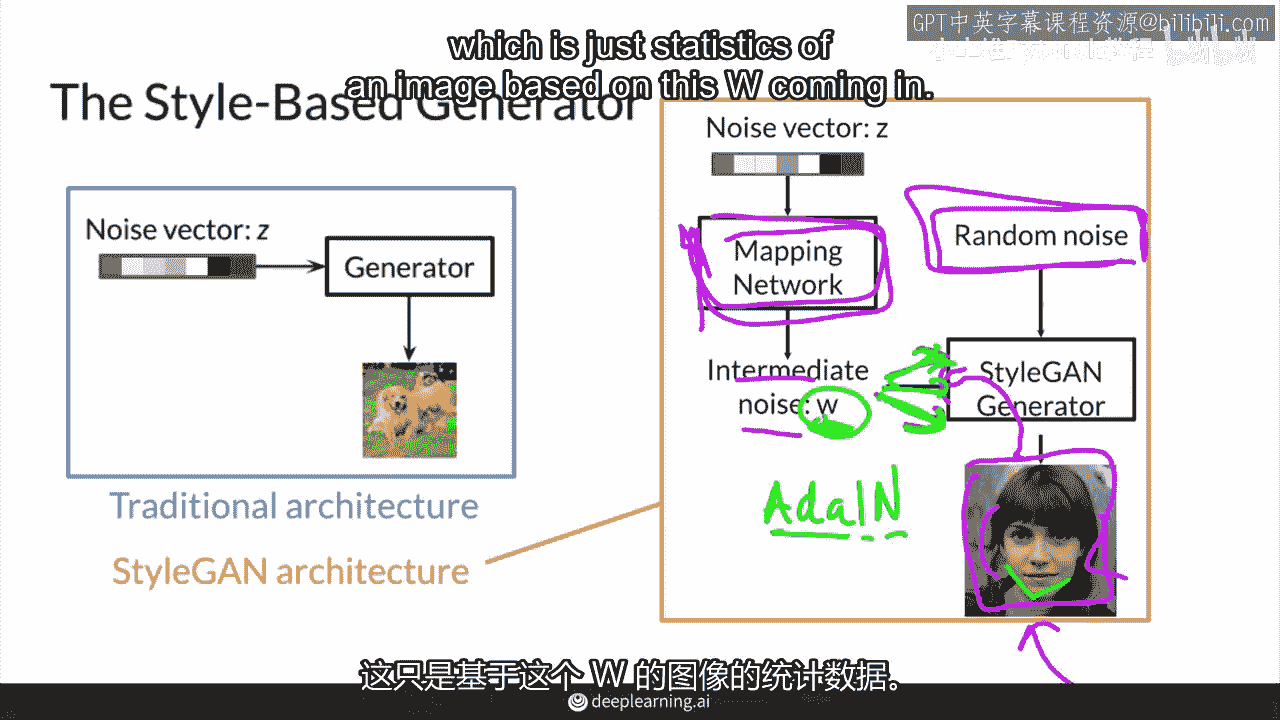 GPT中英字幕课程资源@bilibili.com
which is just statistics of
an image based on this W coming in.
The Style-Based Generator
Noise vector: z
Generator
Traditional architecture
StyleGAN architecture
Noise vector: z
Mapping
Network
Random noise
Intermediate
noise: w
StyleGAN
Generator
AdaIN
这只是基于这个 W 的图像的统计数据。
deeplearning.ai